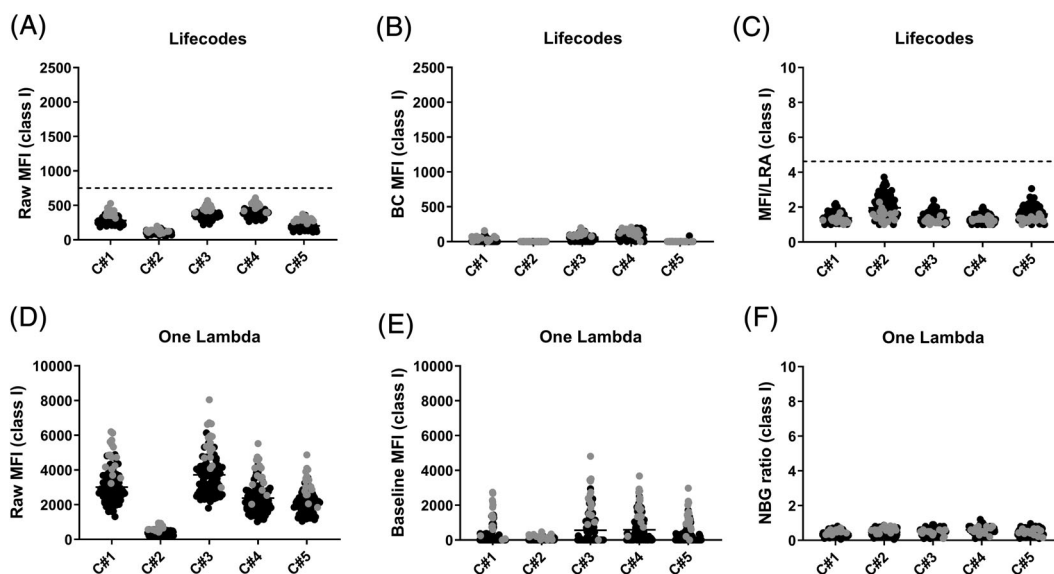 (A)
Lifecodes
Raw MFI (class I)
2500
2000
1500
1000
500
0
C#1
C#2
C#3
C#4
C#5
(B)
Lifecodes
BC MFI (class I)
2500
2000
1500
1000
500
0
C#1
C#2
C#3
C#4
C#5
(C)
Lifecodes
MFI/LRA (class I)
10
8
6
4
2
0
C#1
C#2
C#3
C#4
C#5
(D)
One Lambda
Raw MFI (class I)
10000
8000
6000
4000
2000
0
C#1
C#2
C#3
C#4
C#5
(E)
One Lambda
Baseline MFI (class I)
10000
8000
6000
4000
2000
0
C#1
C#2
C#3
C#4
C#5
(F)
One Lambda
NBG ratio (class I)
10
8
6
4
2
0
C#1
C#2
C#3
C#4
C#5